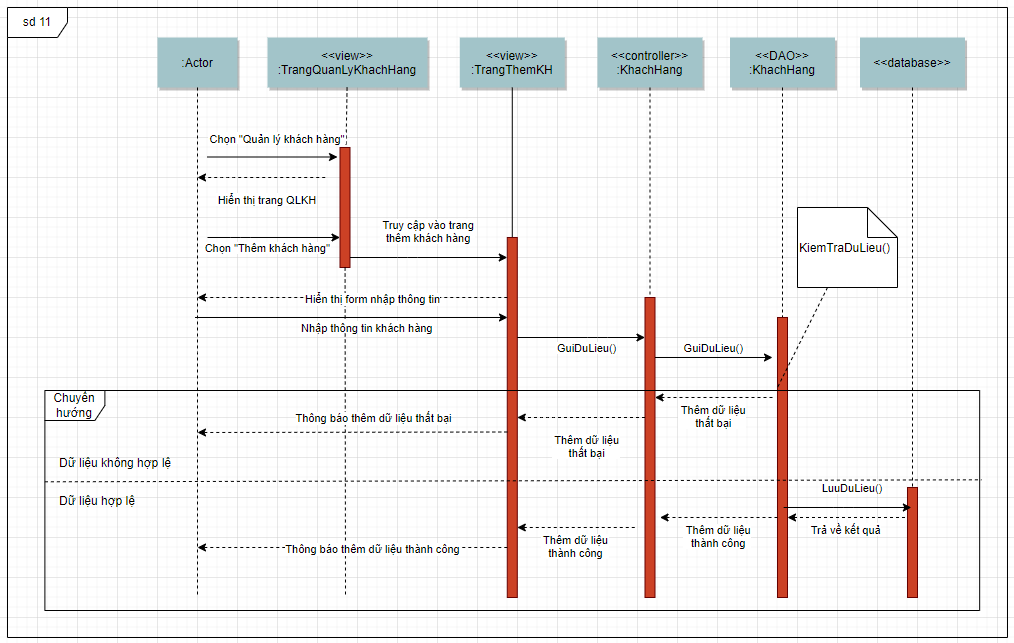 sd 11
:Actor
<<view>>
:TrangQuanLyKhachHang
<<view>>
:TrangThemKH
<<controller>>
:KhachHang
<<DAO>>
:KhachHang
<<database>>
Chọn "Quản lý khách hàng"
Hiển thị trang QLKH
Chọn "Thêm khách hàng"
Truy cập vào trang
thêm khách hàng
KiemTraDuLieu()
Hiển thị form nhập thông tin
Nhập thông tin khách hàng
GuiDuLieu()
GuiDuLieu()
Chuyển
hướng
Thêm dữ liệu
thất bại
Thông báo thêm dữ liệu thất bại
Thêm dữ liệu
thất bại
Dữ liệu không hợp lệ
Dữ liệu hợp lệ
LuuDuLieu()
Trả về kết quả
Thêm dữ liệu
thành công
Thêm dữ liệu
thành công
Thông báo thêm dữ liệu thành công